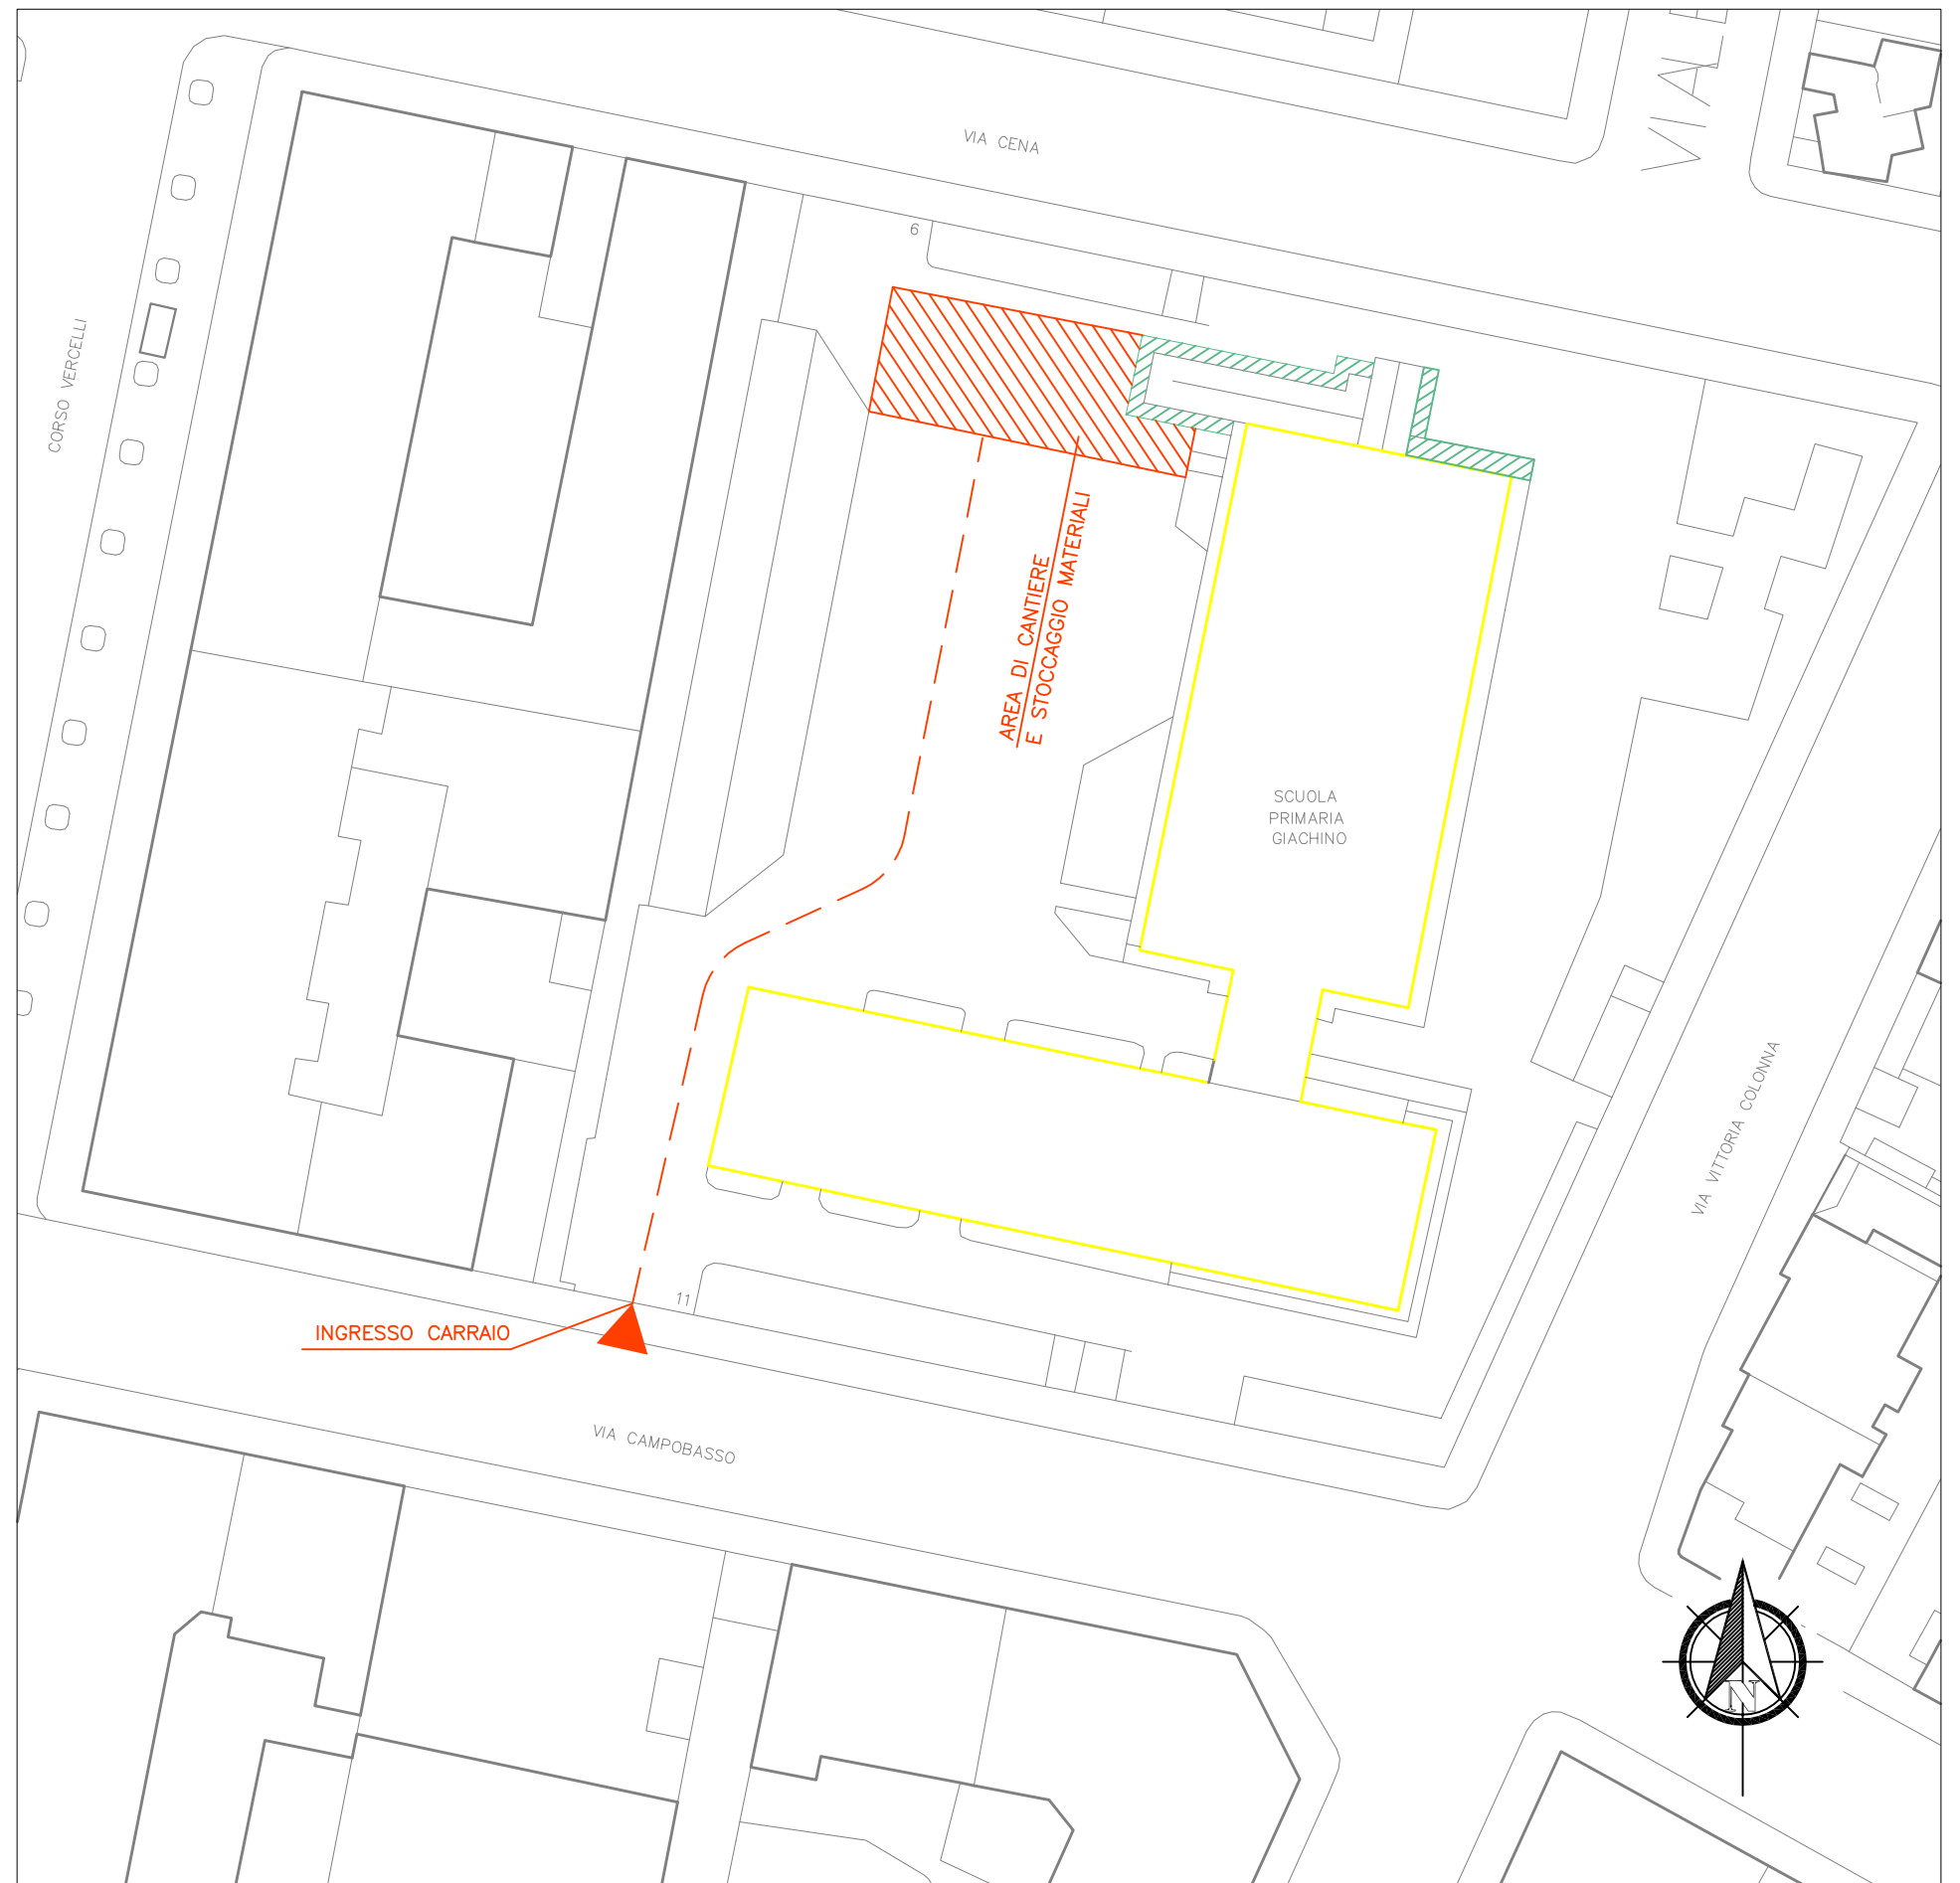 VIA CENA
VIA
6
CORSO VERCELLI
AREA DI CANTIERE
E STOCCAGGIO MATERIALI
SCUOLA
PRIMARIA
GIACHINO
VIA VITTORIA COLONNA
11
INGRESSO CARRAIO
VIA CAMPOBASSO
N